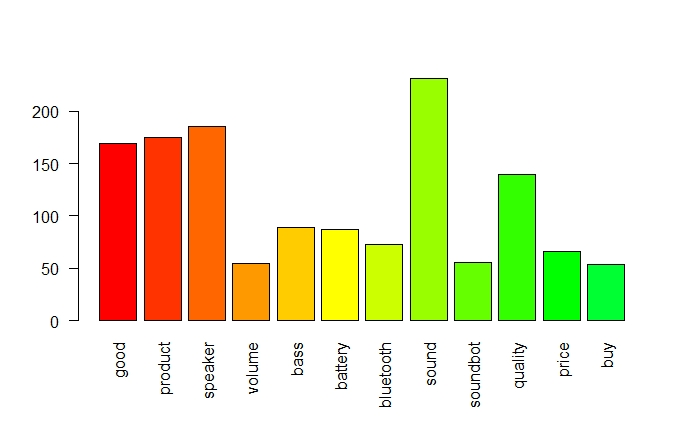 200
150
100
50
0
good
product
speaker
volume
bass
battery
bluetooth
sound
soundbot
quality
price
buy